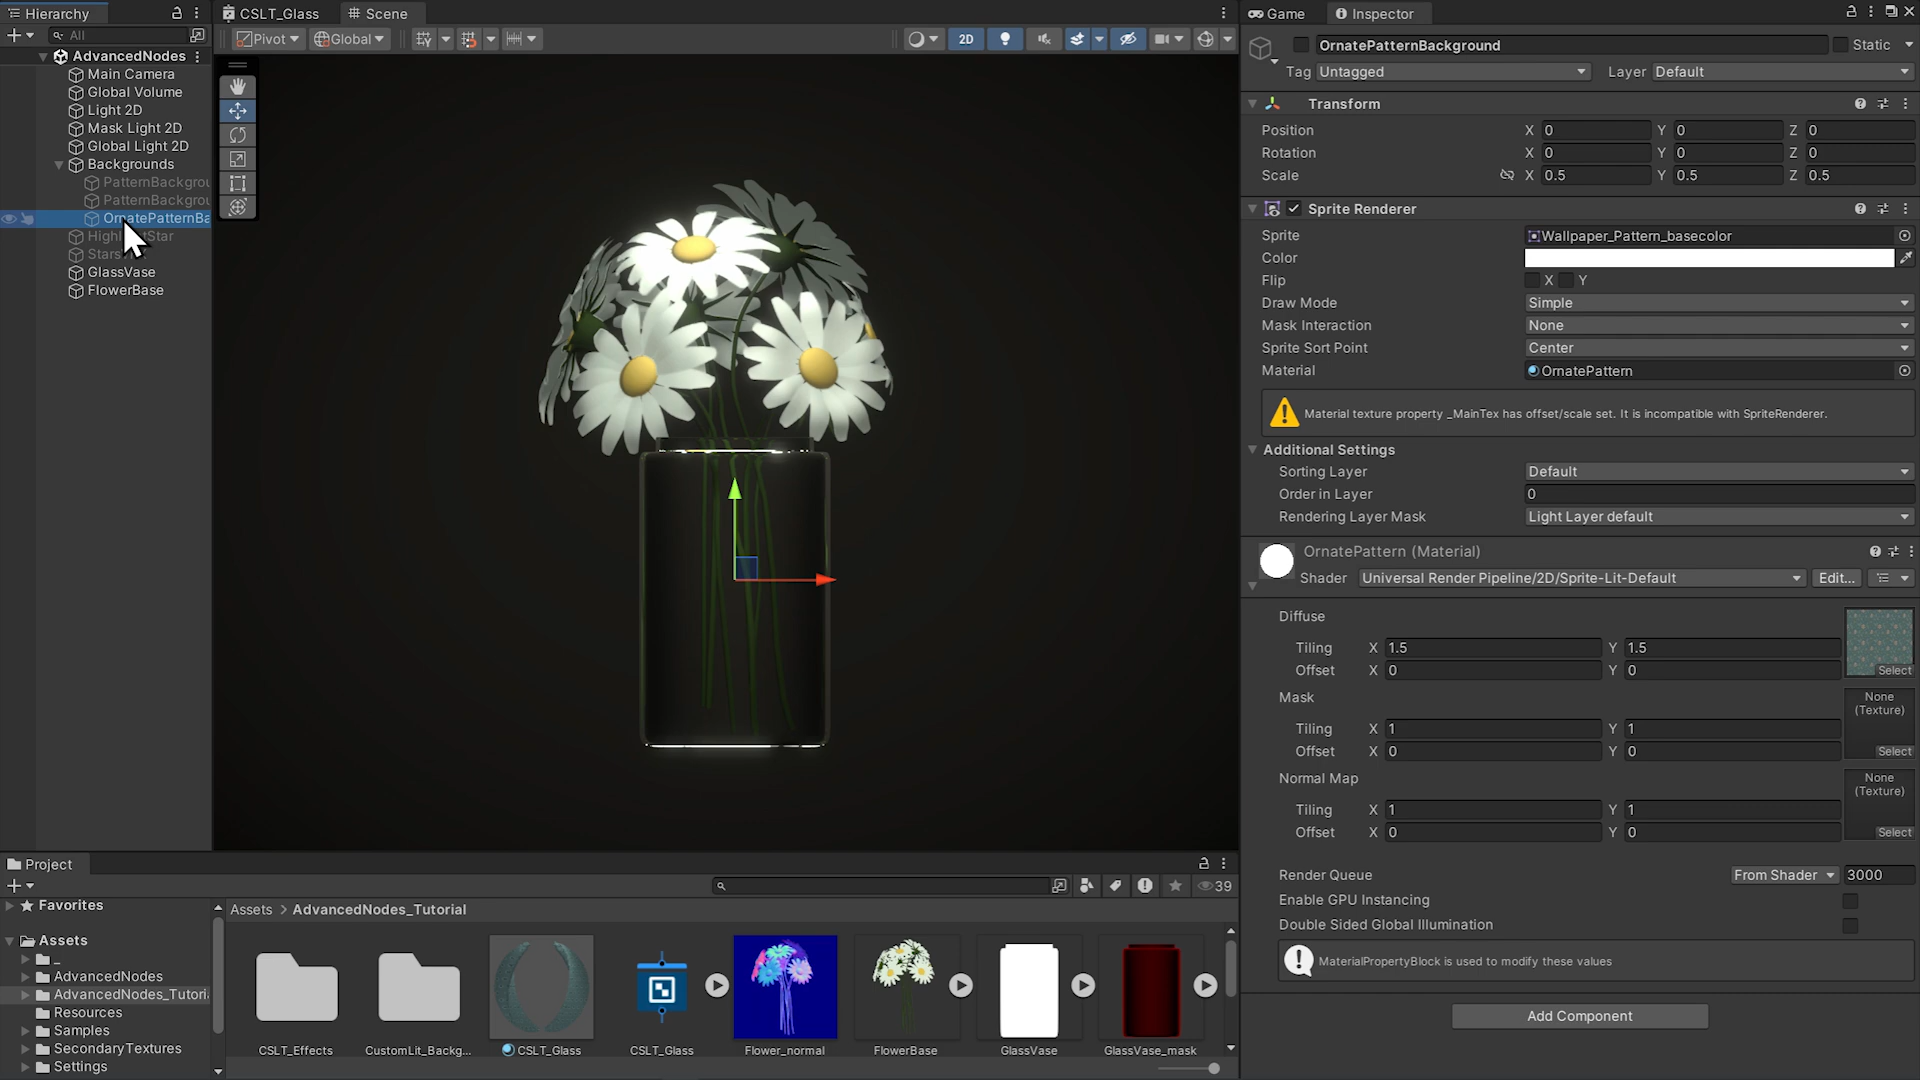 Hierarchy
All
AdvancedNodes
Main Camera
Global Volume
Light 2D
Mask Light 2D
Global Light 2D
Backgrounds
PatternBackgrou
PatternBackgrou
OrnatePatternBa
Stars
GlassVase
FlowerBase
CSLT_Glass
Scene
Pivot
Global
2D
Game
Inspector
OrnatePatternBackground
Static
Tag Untagged
Layer Default
Transform
Position X 0 Y 0 Z 0
Rotation X 0 Y 0 Z 0
Scale X 0.5 Y 0.5 Z 0.5
Sprite Renderer
Sprite Wallpaper_Pattern_basecolor
Color
Flip X Y
Draw Mode Simple
Mask Interaction None
Sprite Sort Point Center
Material OrnatePattern
Material texture property _MainTex has offset/scale set. It is incompatible with SpriteRenderer.
Additional Settings
Sorting Layer Default
Order in Layer 0
Rendering Layer Mask Light Layer default
OrnatePattern (Material)
Shader Universal Render Pipeline/2D/Sprite-Lit-Default Edit...
Diffuse
Tiling X 1.5 Y 1.5
Offset X 0 Y 0
Select
Mask
None
(Texture)
Tiling X 1 Y 1
Offset X 0 Y 0
Select
Normal Map
None
(Texture)
Tiling X 1 Y 1
Offset X 0 Y 0
Select
Render Queue From Shader 3000
Enable GPU Instancing
Double Sided Global Illumination
MaterialPropertyBlock is used to modify these values
Add Component
Project
39
Favorites
Assets
_
AdvancedNodes
AdvancedNodes_Tutori
Resources
Samples
SecondaryTextures
Settings
Assets > AdvancedNodes_Tutorial
CSLT_Effects
CustomLit_Backg...
CSLT_Glass
CSLT_Glass
Flower_normal
FlowerBase
GlassVase
GlassVase_mask